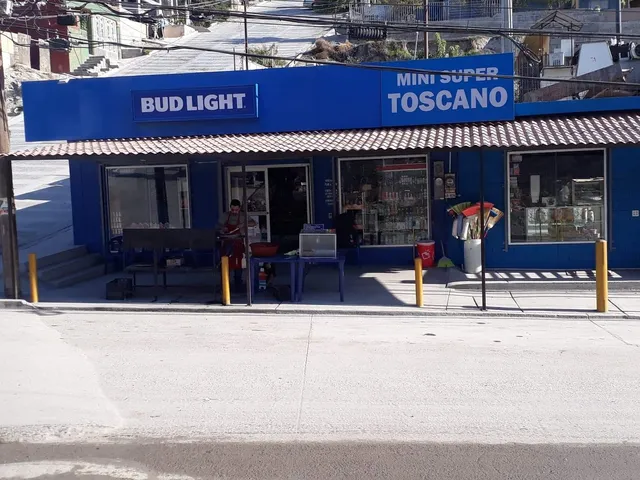 BUD LIGHT
MINI SUPER
TOSCANO